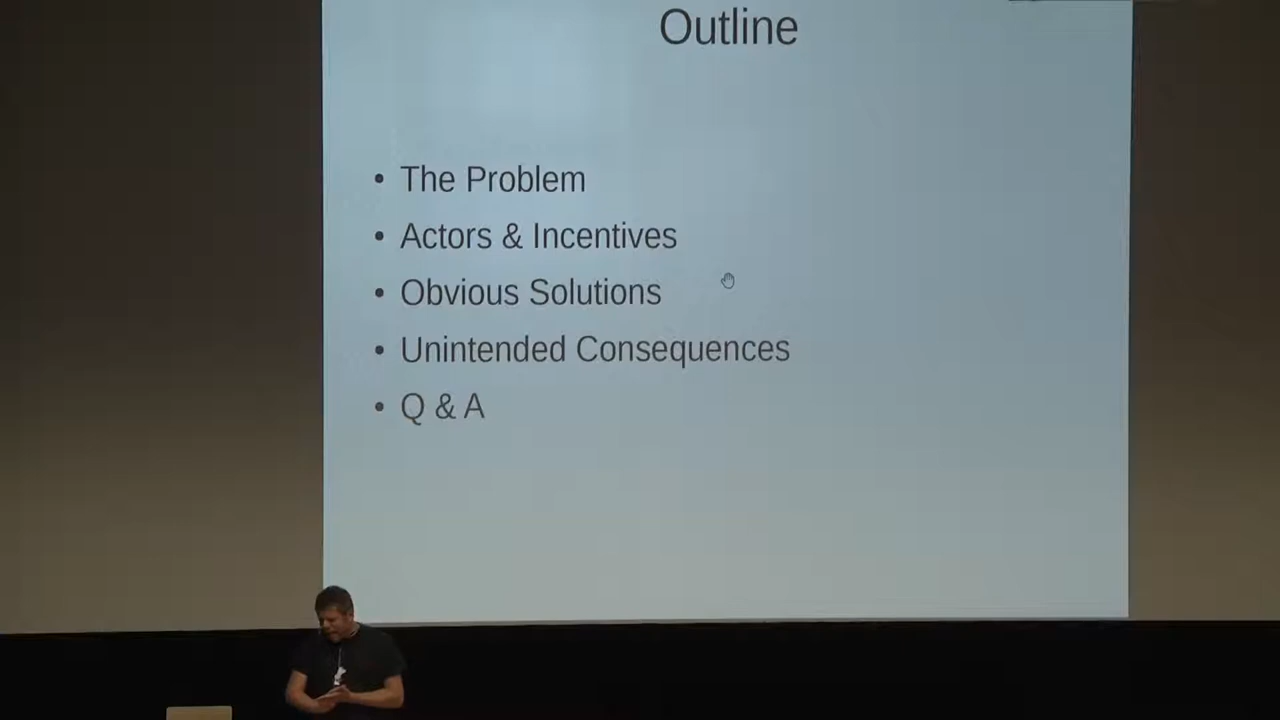 Outline
• The Problem
• Actors & Incentives
• Obvious Solutions
• Unintended Consequences
• Q & A